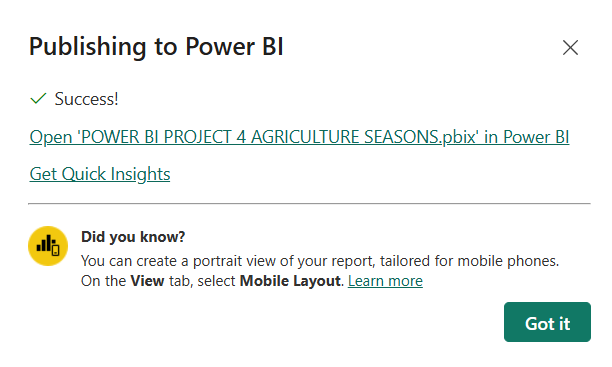 Publishing to Power BI
Success!
Open 'POWER BI PROJECT 4 AGRICULTURE SEASONS.pbix' in Power BI
Get Quick Insights
Did you know?
You can create a portrait view of your report, tailored for mobile phones.
On the View tab, select Mobile Layout. Learn more
Got it